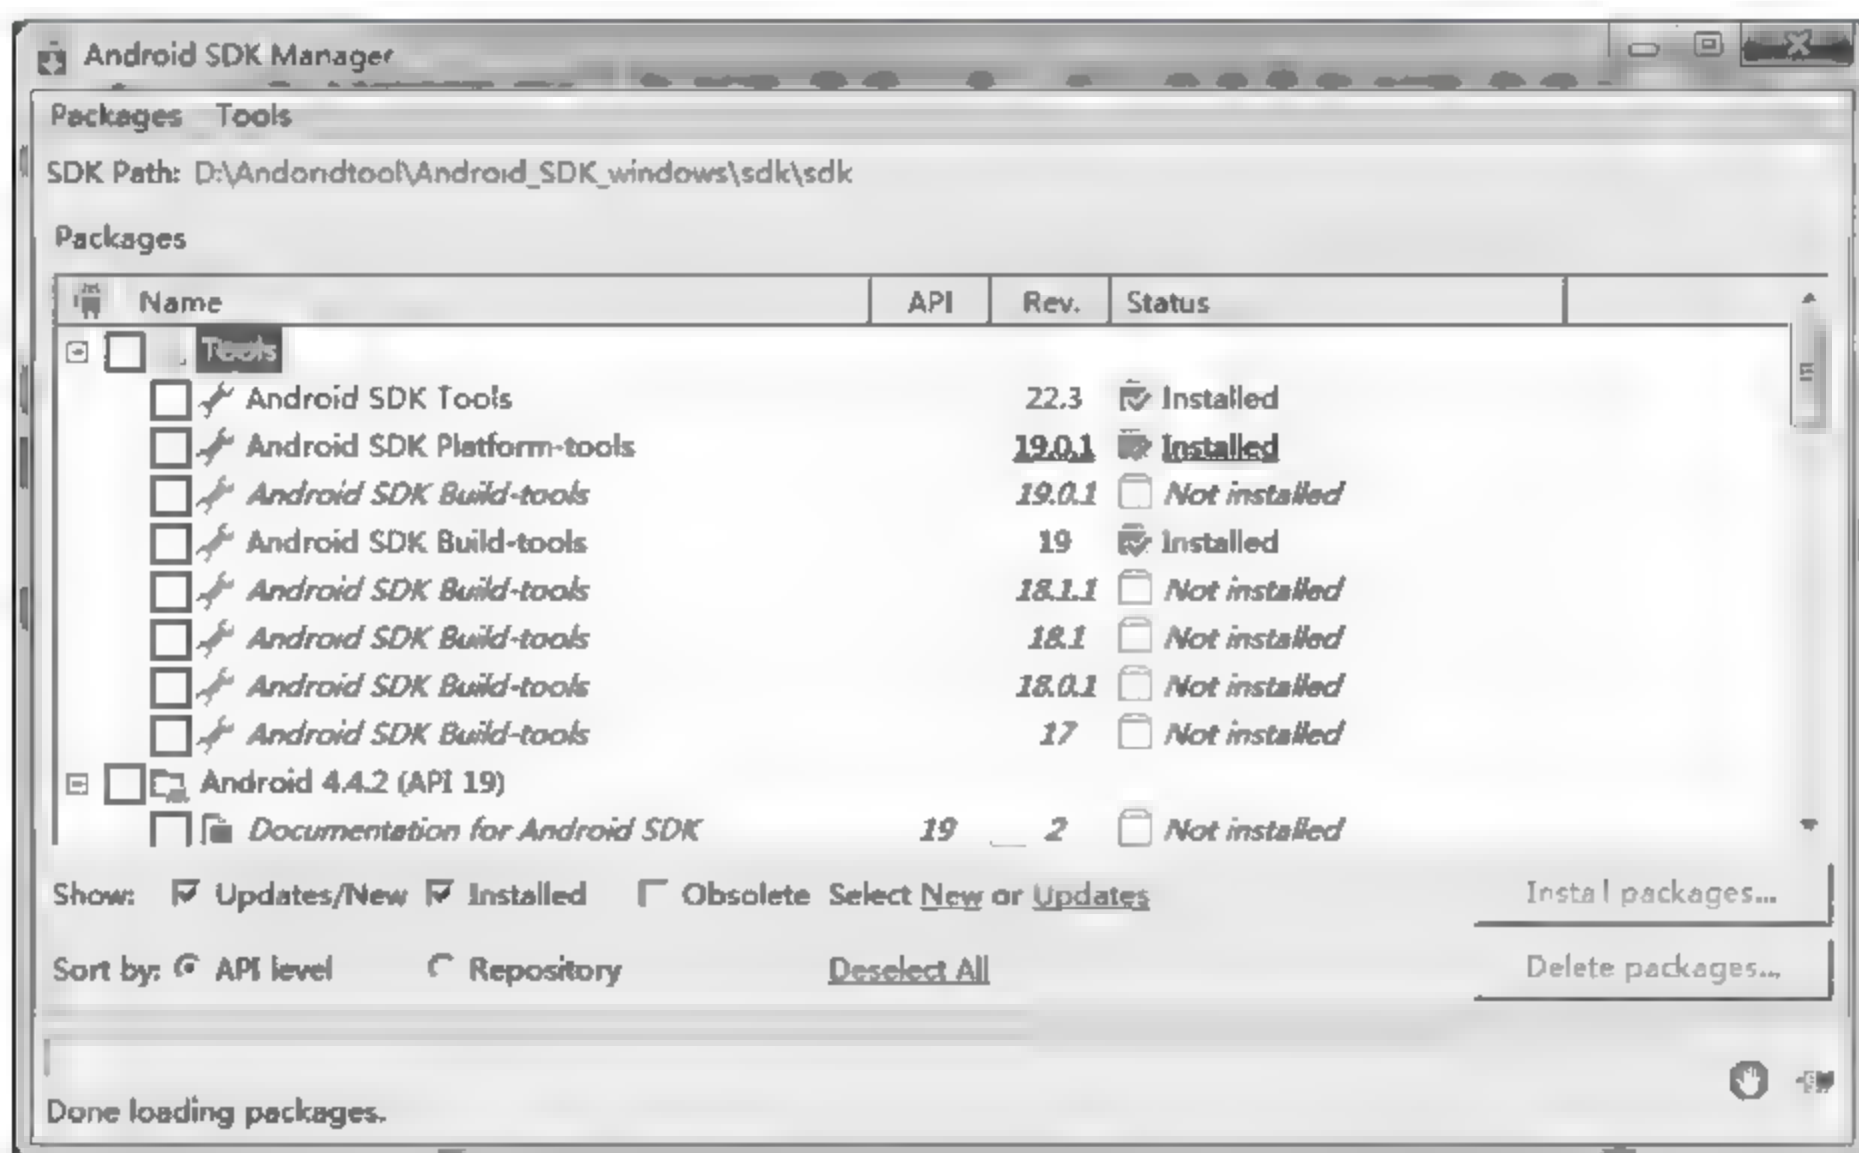 Android SDK Manager
Packages Tools
SDK Path: D:\Andoridtool\Android_SDK_windows\sdk\sdk
Packages
Name API Rev. Status
Tools
Android SDK Tools 22.3 Installed
Android SDK Platform-tools 19.0.1 Installed
Android SDK Build-tools 19.0.1 Not installed
Android SDK Build-tools 19 Installed
Android SDK Build-tools 18.1.1 Not installed
Android SDK Build-tools 18.1 Not installed
Android SDK Build-tools 18.0.1 Not installed
Android SDK Build-tools 17 Not installed
Android 4.4.2 (API 19)
Documentation for Android SDK 19 2 Not installed
Show: Updates/New Installed Obsolete Select New or Updates Install packages...
Sort by: API level Repository Deselect All Delete packages...
Done loading packages.